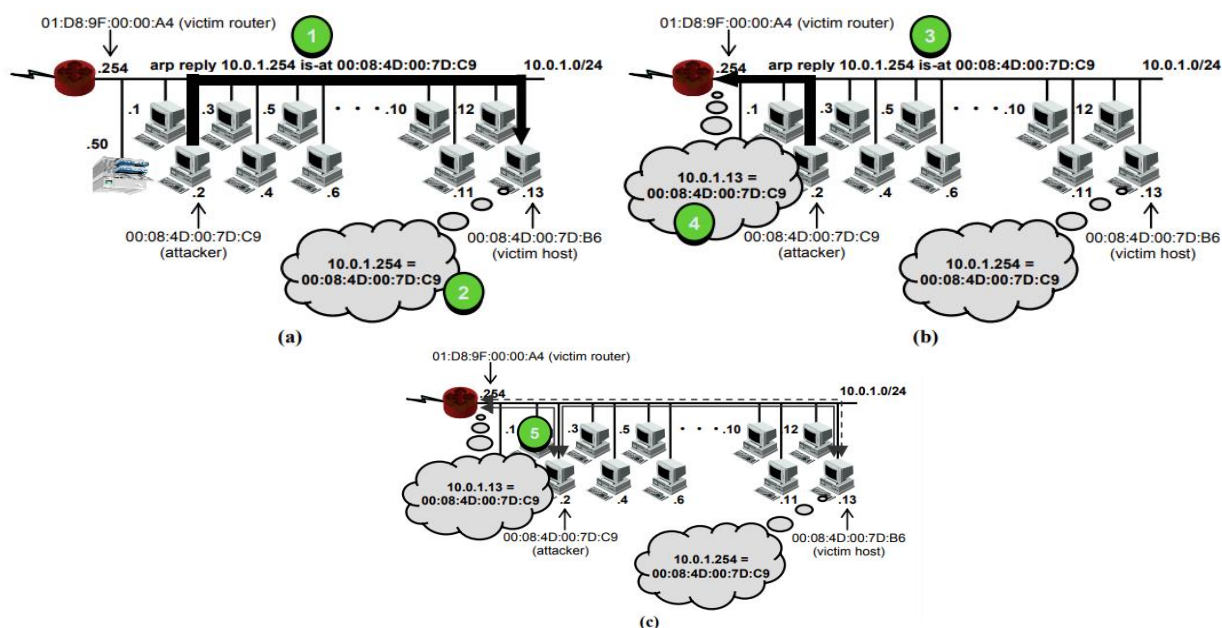 01:D8:9F:00:00:A4 (victim router)
1
.254
arp reply 10.0.1.254 is-at 00:08:4D:00:7D:C9
10.0.1.0/24
.1
.3
.5
.10
12
.50
.2
.4
.6
.11
.13
00:08:4D:00:7D:C9
(attacker)
00:08:4D:00:7D:B6
(victim host)
10.0.1.254 =
00:08:4D:00:7D:C9
2
(a)
01:D8:9F:00:00:A4 (victim router)
3
.254
arp reply 10.0.1.254 is-at 00:08:4D:00:7D:C9
10.0.1.0/24
.1
.3
.5
.10
12
10.0.1.13 =
00:08:4D:00:7D:C9
4
.2
.4
.6
.11
.13
00:08:4D:00:7D:C9
(attacker)
00:08:4D:00:7D:B6
(victim host)
10.0.1.254 =
00:08:4D:00:7D:C9
(b)
01:D8:9F:00:00:A4 (victim router)
.254
10.0.1.0/24
.1
5
.3
.5
.10
12
10.0.1.13 =
00:08:4D:00:7D:C9
.2
.4
.6
.11
.13
00:08:4D:00:7D:C9
(attacker)
00:08:4D:00:7D:B6
(victim host)
10.0.1.254 =
00:08:4D:00:7D:C9
(c)